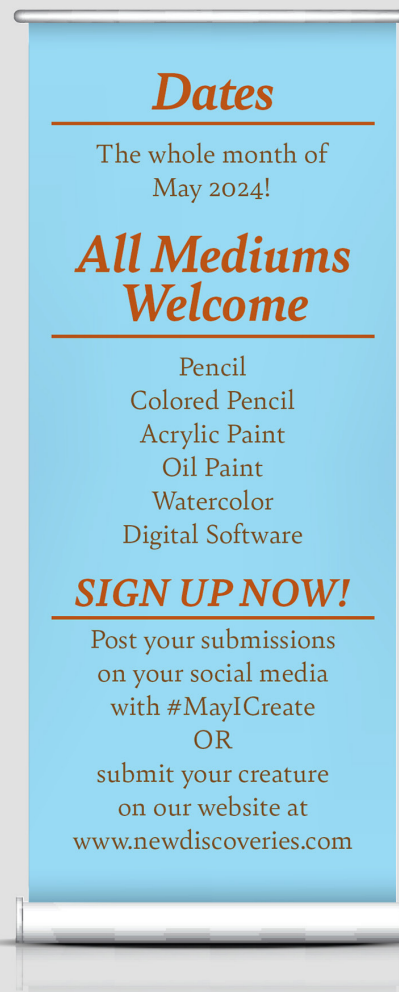 Dates
The whole month of
May 2024!
All Mediums
Welcome
Pencil
Colored Pencil
Acrylic Paint
Oil Paint
Watercolor
Digital Software
SIGN UP NOW!
Post your submissions
on your social media
with #MayICreate
OR
submit your creature
on our website at
www.newdiscoveries.com